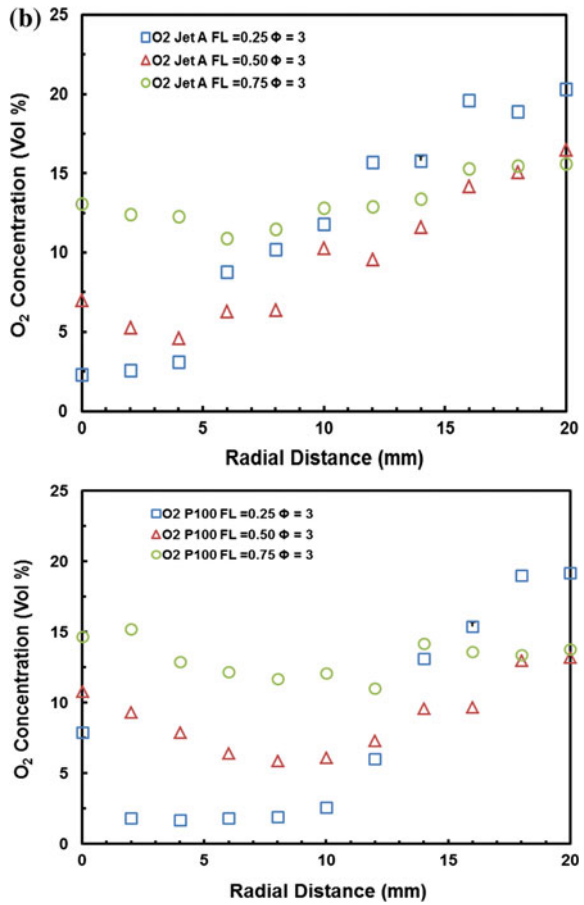 (b)
25
20
15
10
5
0
O₂ Concentration (Vol %)
O2 Jet A FL =0.25 Φ = 3
O2 Jet A FL =0.50 Φ = 3
O2 Jet A FL =0.75 Φ = 3
0 5 10 15 20
Radial Distance (mm)
25
20
15
10
5
0
O₂ Concentration (Vol %)
O2 P100 FL =0.25 Φ = 3
O2 P100 FL =0.50 Φ = 3
O2 P100 FL =0.75 Φ = 3
0 5 10 15 20
Radial Distance (mm)